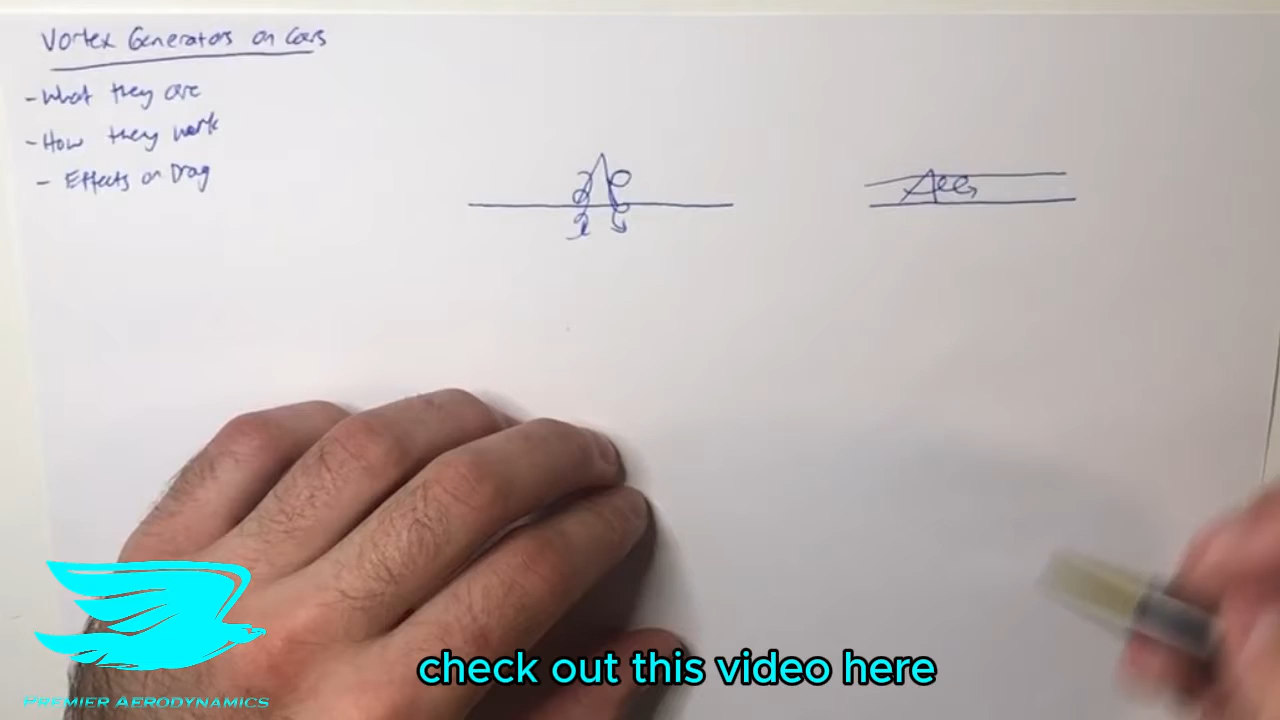 Vortex Generators on Cars
- What they are
- How they work
- Effects on Drag
check out this video here
PREMIER AERODYNAMICS